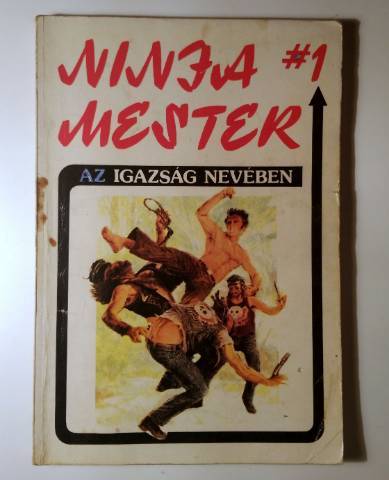 NINJA #1
MESTER
AZ IGAZSÁG NEVÉBEN